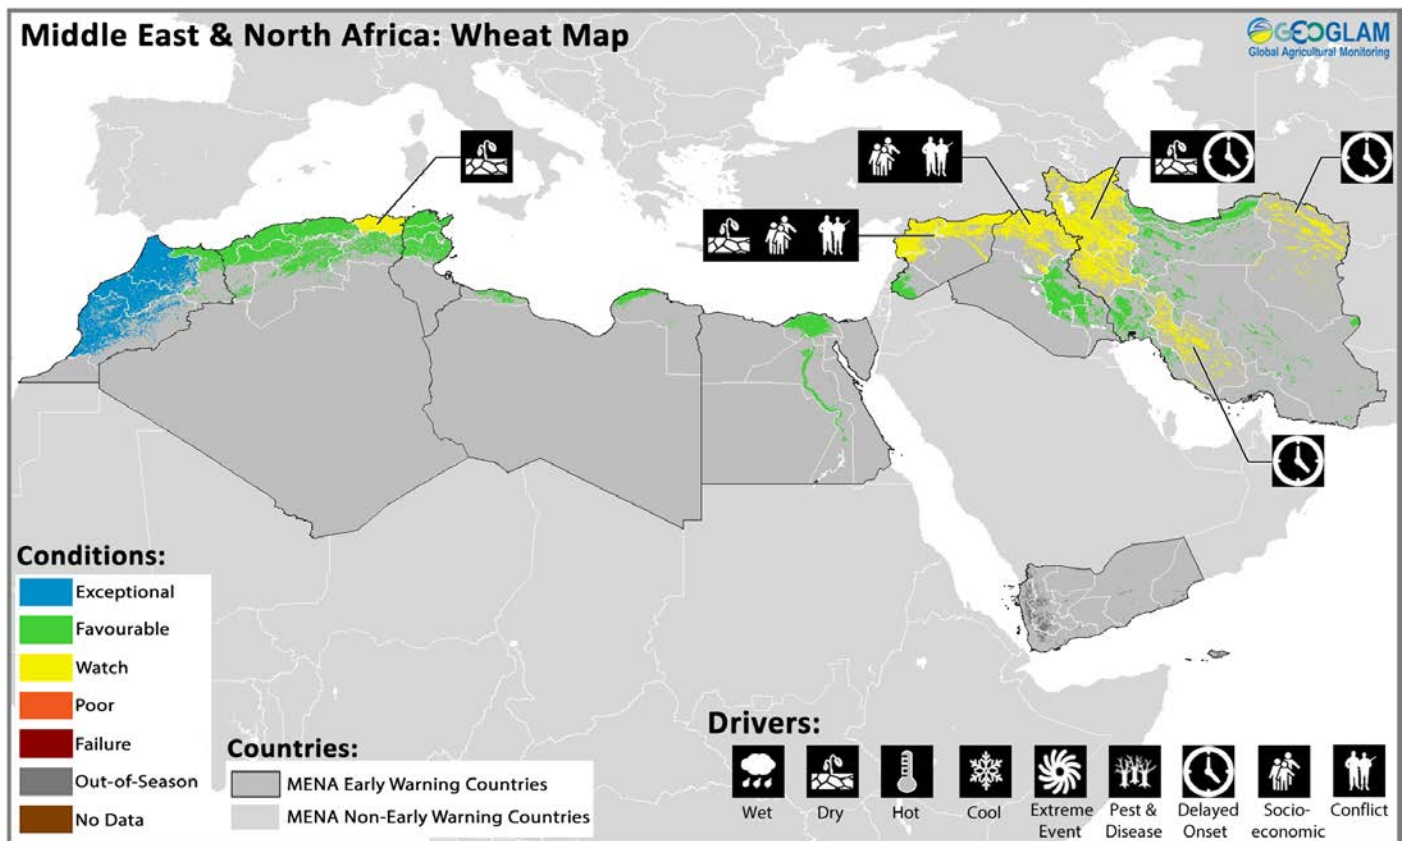 Middle East & North Africa: Wheat Map
GEOGLAM
Global Agricultural Monitoring
Conditions:
Exceptional
Favourable
Watch
Poor
Failure
Out-of-Season
No Data
Countries:
MENA Early Warning Countries
MENA Non-Early Warning Countries
Drivers:
Wet
Dry
Hot
Cool
Extreme
Event
Pest &
Disease
Delayed
Onset
Socio-
economic
Conflict